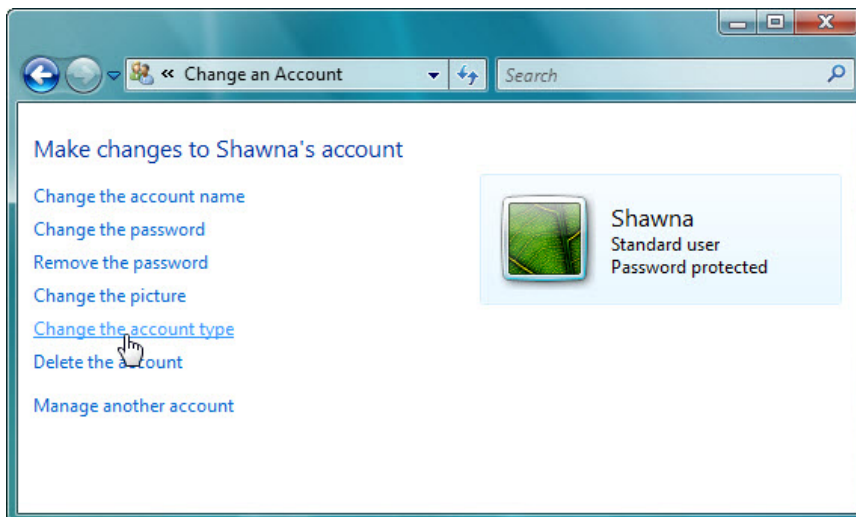 « Change an Account
Search
Make changes to Shawna's account
Change the account name
Change the password
Remove the password
Change the picture
Change the account type
Delete the account
Manage another account
Shawna
Standard user
Password protected